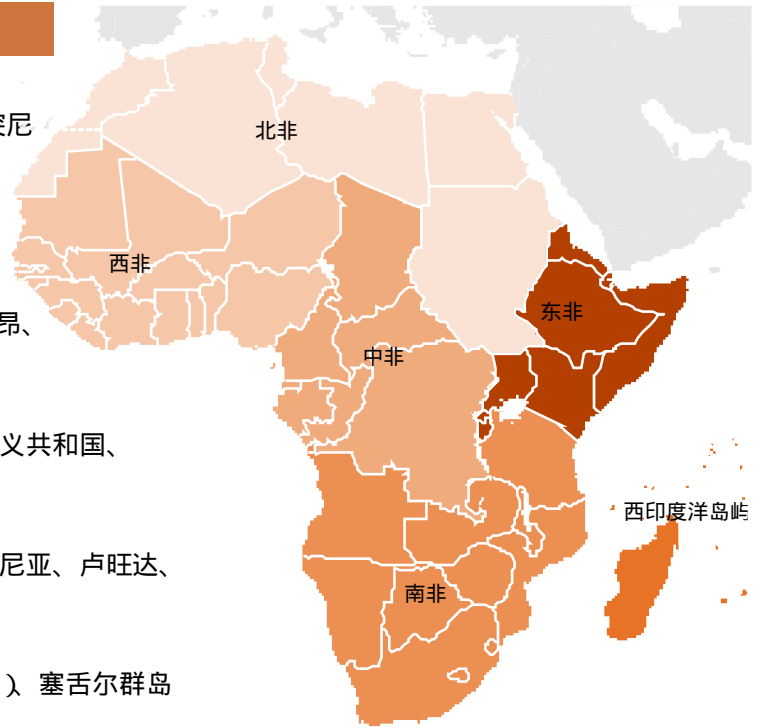 突尼
北非
西非
东非
昂、
中非
义共和国、
西印度洋岛屿
尼亚、卢旺达、
南非
)、塞舌尔群岛